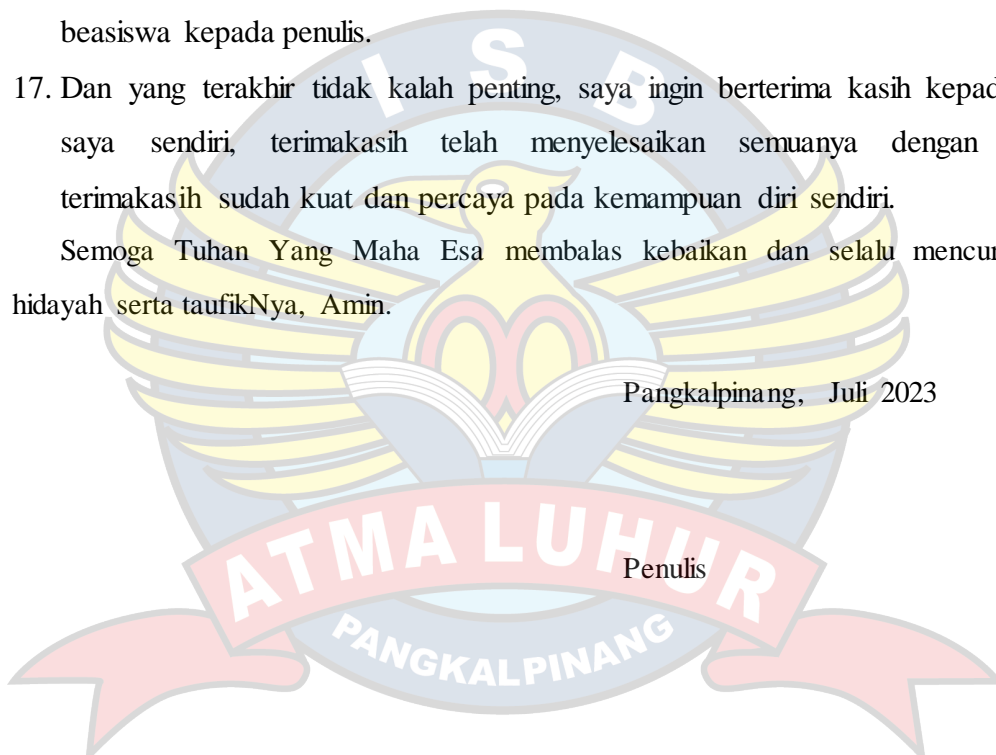 beasiswa kepada penulis.
17. Dan yang terakhir tidak kalah penting, saya ingin berterima kasih kepad
saya sendiri, terimakasih telah menyelesaikan semuanya dengan
terimakasih sudah kuat dan percaya pada kemampuan diri sendiri.
Semoga Tuhan Yang Maha Esa membalas kebaikan dan selalu mencur
hidayah serta taufikNya, Amin.
Pangkalpinang, Juli 2023
Penulis
I S B
ATMA LUHUR
PANGKALPINANG